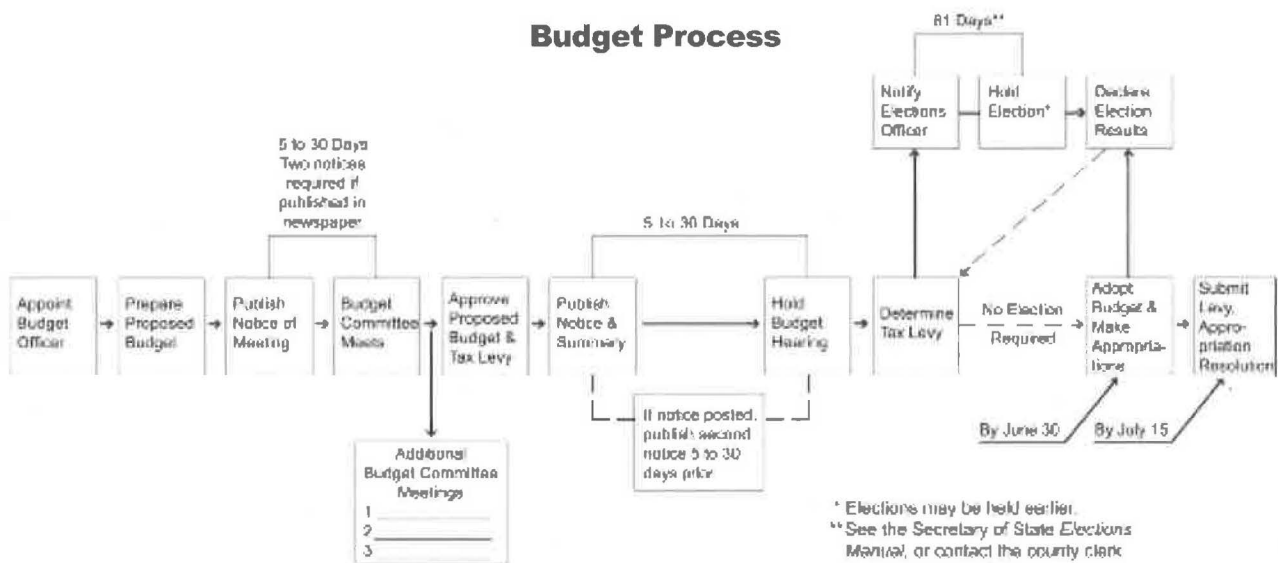 Budget Process
81 Days**
Notify
Elections
Officer
Hold
Election*
Declare
Election
Results
5 to 30 Days
Two notices
required if
published in
newspaper
5 to 30 Days
Appoint
Budget
Officer
Prepare
Proposed
Budget
Publish
Notice of
Meeting
Budget
Committee
Meets
Approve
Proposed
Budget &
Tax Levy
Publish
Notice &
Summary
Hold
Budget
Hearing
Determine
Tax Levy
No Election
Required
Adopt
Budget &
Make
Appropria-
tions
Submit
Levy,
Appro-
priation
Resolution
If notice posted,
publish second
notice 5 to 30
days prior
By June 30
By July 15
Additional
Budget Committee
Meetings
1
2
3
* Elections may be held earlier.
** See the Secretary of State Elections
Manual, or contact the county clerk